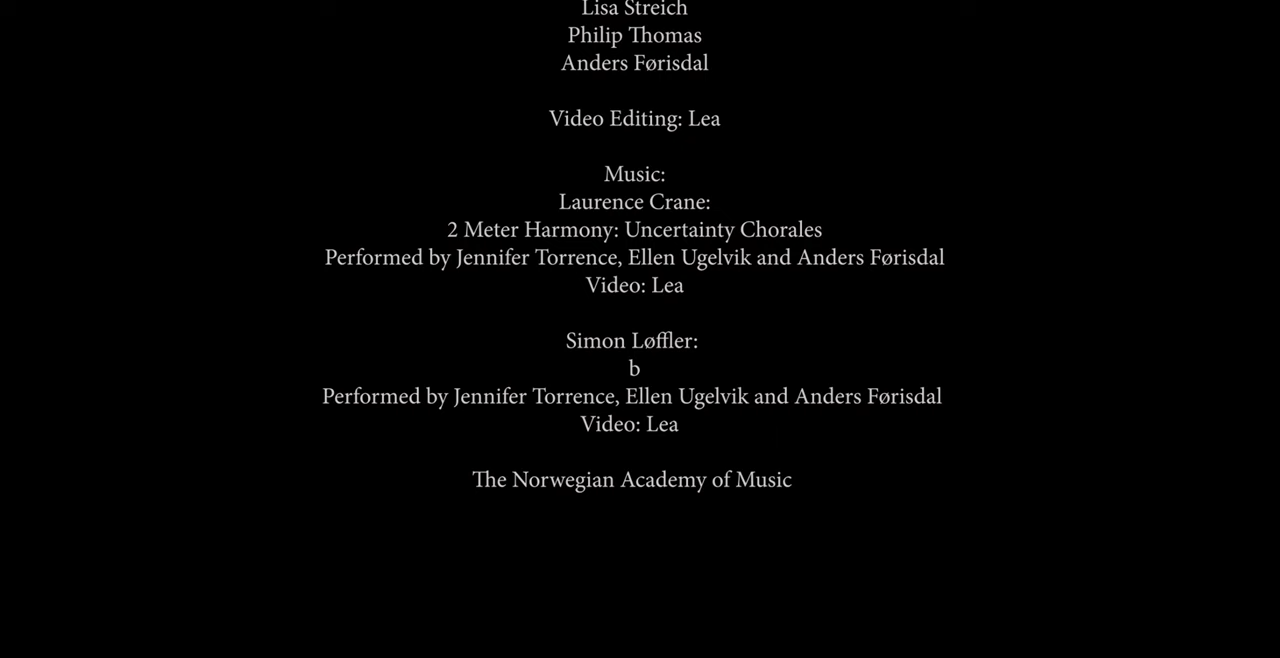 Lisa Streich
Philip Thomas
Anders Førisdal
Video Editing: Lea
Music:
Laurence Crane:
2 Meter Harmony: Uncertainty Chorales
Performed by Jennifer Torrence, Ellen Ugelvik and Anders Førisdal
Video: Lea
Simon Løffler:
b
Performed by Jennifer Torrence, Ellen Ugelvik and Anders Førisdal
Video: Lea
The Norwegian Academy of Music